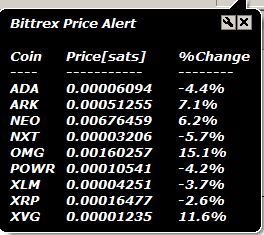 Bittrex Price Alert
Coin Price[sats] %Change
---- ----------- --------
ADA 0.00006094 -4.4%
ARK 0.00051255 7.1%
NEO 0.00676459 6.2%
NXT 0.00003206 -5.7%
OMG 0.00160257 15.1%
POWR 0.00010541 -4.2%
XLM 0.00004251 -3.7%
XRP 0.00016477 -2.6%
XVG 0.00001235 11.6%